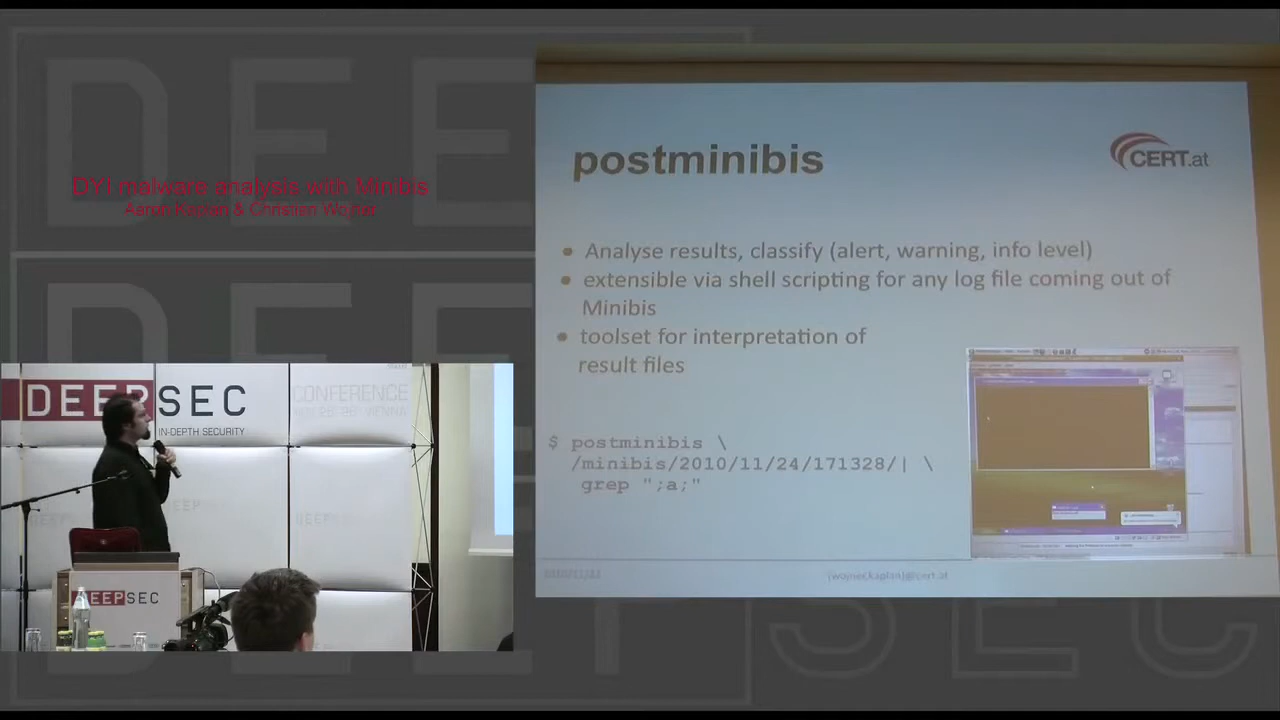 DYI malware analysis with Minibis
Aaron Kaplan & Christian Wojner
postminibis
CERT.at
• Analyse results, classify (alert, warning, info level)
• extensible via shell scripting for any log file coming out of
Minibis
• toolset for interpretation of
result files
$ postminibis \
/minibis/2010/11/24/171328/| \
grep ";a;"
{wojner,kaplan}@cert.at
DEEPSEC
IN-DEPTH SECURITY
CONFERENCE
DEEPSEC
DEEPSEC